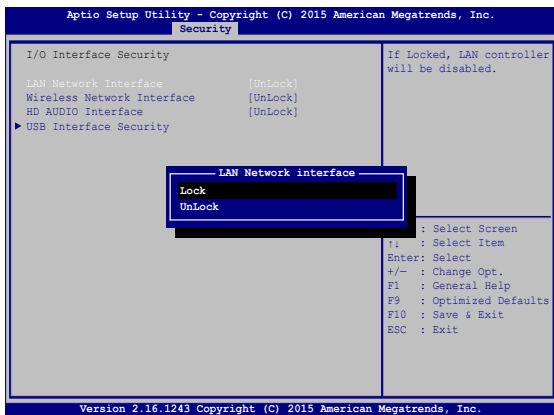 Aptio Setup Utility - Copyright (C) 2015 American Megatrends, Inc.
Security
I/O Interface Security
LAN Network Interface [UnLock]
Wireless Network Interface [UnLock]
HD AUDIO Interface [UnLock]
USB Interface Security
If Locked, LAN controller
will be disabled.
LAN Network interface
Lock
UnLock
: Select Screen
↑↓ : Select Item
Enter: Select
+/— : Change Opt.
F1 : General Help
F9 : Optimized Defaults
F10 : Save & Exit
ESC : Exit
Version 2.16.1243 Copyright (C) 2015 American Megatrends, Inc.